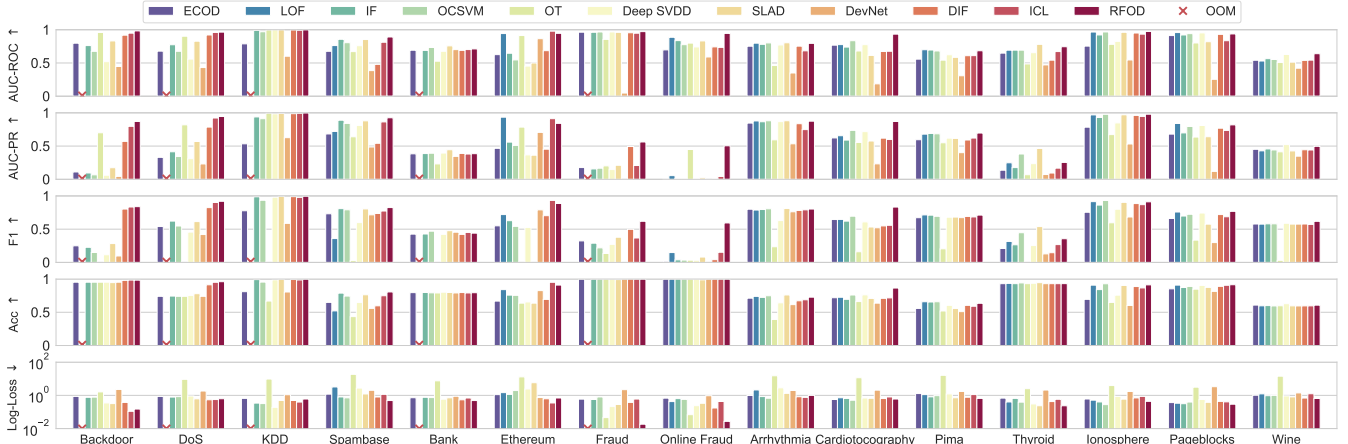 ECOD LOF IF OCSVM OT Deep SVDD SLAD DevNet DIF ICL RFOD OOM
AUC-ROC ↑
1
0.5
0
AUC-PR ↑
1
0.5
0
F1 ↑
1
0.5
0
Acc ↑
1
0.5
0
Log-Loss ↓
10^2
10^0
10^-2
Backdoor DoS KDD Spambase Bank Ethereum Fraud Online Fraud Arrhythmia Cardiotocography Pima Thyroid Ionosphere Pageblocks Wine